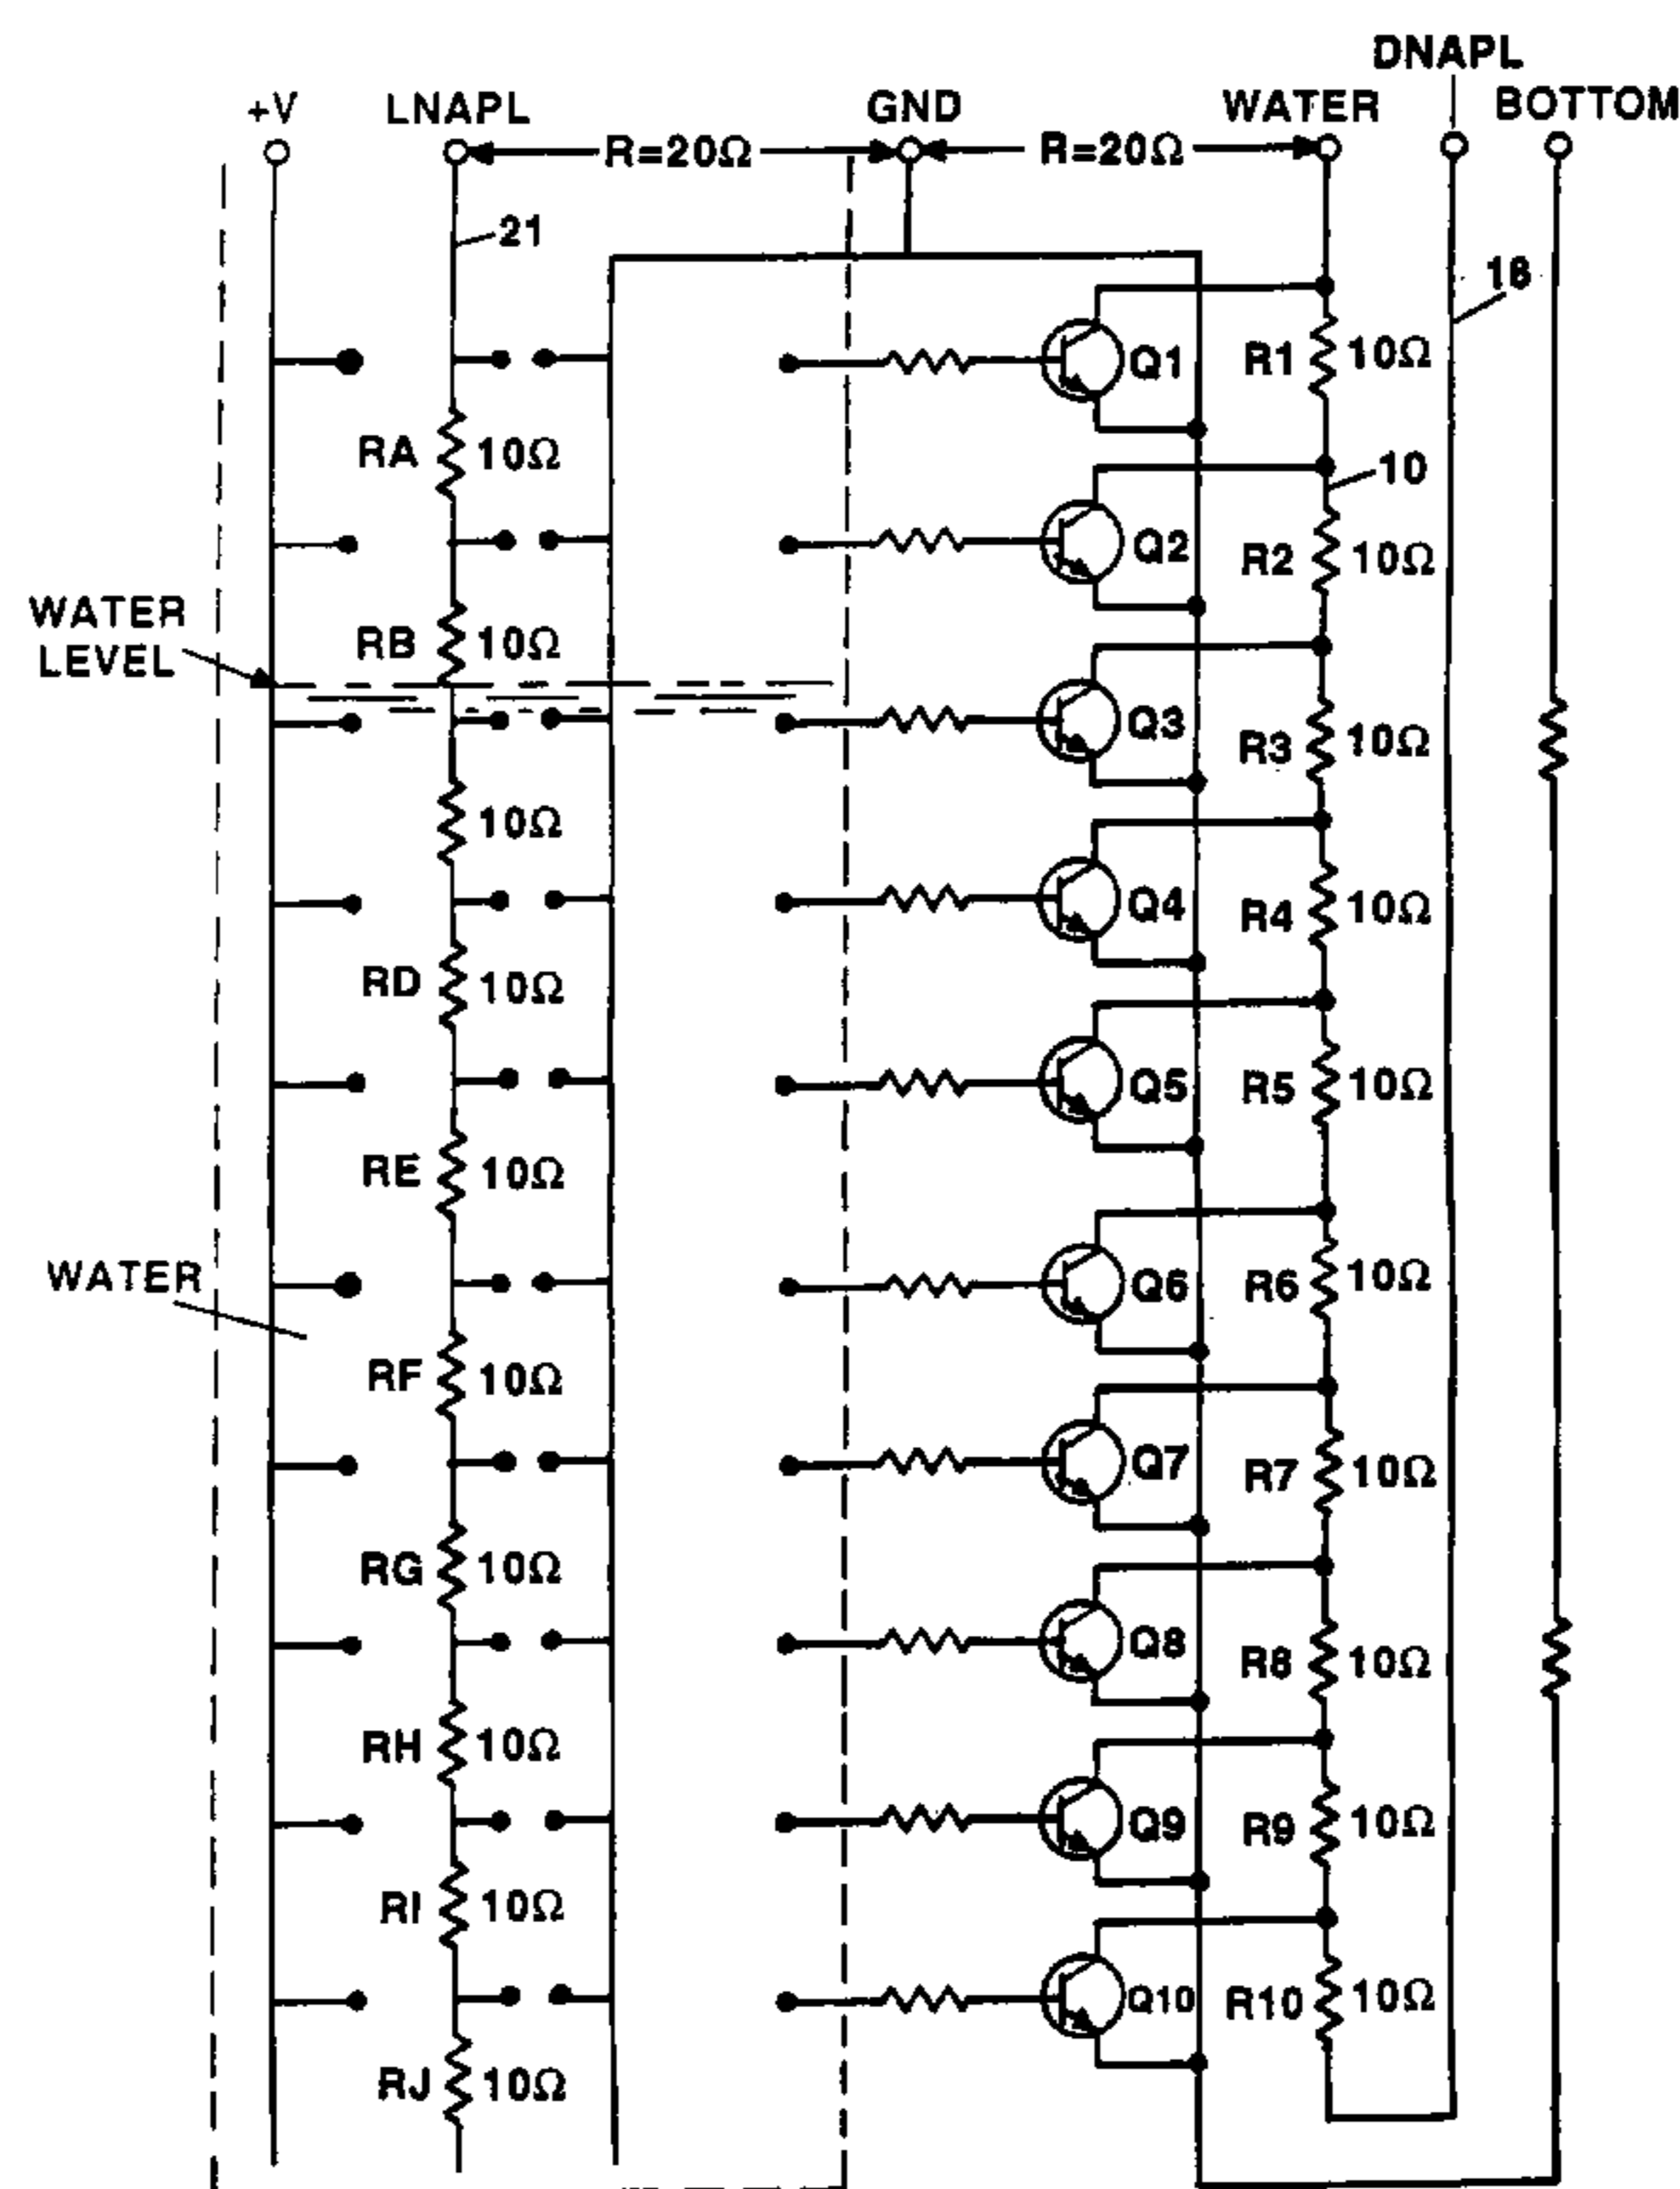 DNAPL
+V LNAPL GND WATER BOTTOM
R=20Ω R=20Ω
21
18
Q1 R1 10Ω
RA 10Ω
10
Q2 R2 10Ω
WATER
LEVEL
RB 10Ω
Q3 R3 10Ω
10Ω
Q4 R4 10Ω
RD 10Ω
Q5 R5 10Ω
RE 10Ω
WATER
Q6 R6 10Ω
RF 10Ω
Q7 R7 10Ω
RG 10Ω
Q8 R8 10Ω
RH 10Ω
Q9 R9 10Ω
RI 10Ω
Q10 R10 10Ω
RJ 10Ω